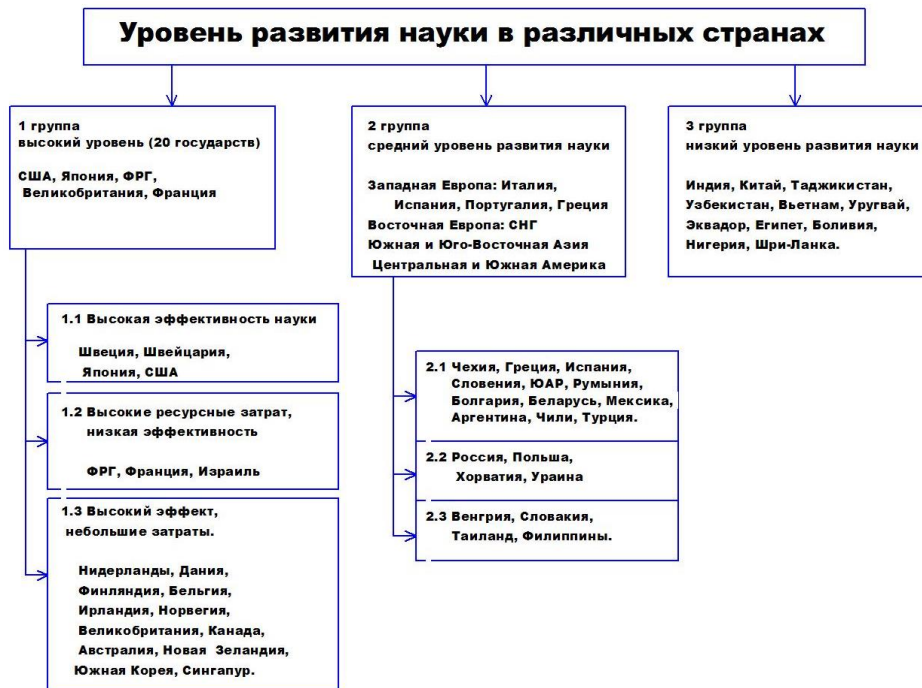 Уровень развития науки в различных странах
1 группа
высокий уровень (20 государств)
США, Япония, ФРГ,
Великобритания, Франция
2 группа
средний уровень развития науки
Западная Европа: Италия,
Испания, Португалия, Греция
Восточная Европа: СНГ
Южная и Юго-Восточная Азия
Центральная и Южная Америка
3 группа
низкий уровень развития науки
Индия, Китай, Таджикистан,
Узбекистан, Вьетнам, Уругвай,
Эквадор, Египет, Боливия,
Нигерия, Шри-Ланка.
1.1 Высокая эффективность науки
Швеция, Швейцария,
Япония, США
1.2 Высокие ресурсные затрат,
низкая эффективность
ФРГ, Франция, Израиль
1.3 Высокий эффект,
небольшие затраты.
Нидерланды, Дания,
Финляндия, Бельгия,
Ирландия, Норвегия,
Великобритания, Канада,
Австралия, Новая Зеландия,
Южная Корея, Сингапур.
2.1 Чехия, Греция, Испания,
Словения, ЮАР, Румыния,
Болгария, Беларусь, Мексика,
Аргентина, Чили, Турция.
2.2 Россия, Польша,
Хорватия, Ураина
2.3 Венгрия, Словакия,
Таиланд, Филиппины.